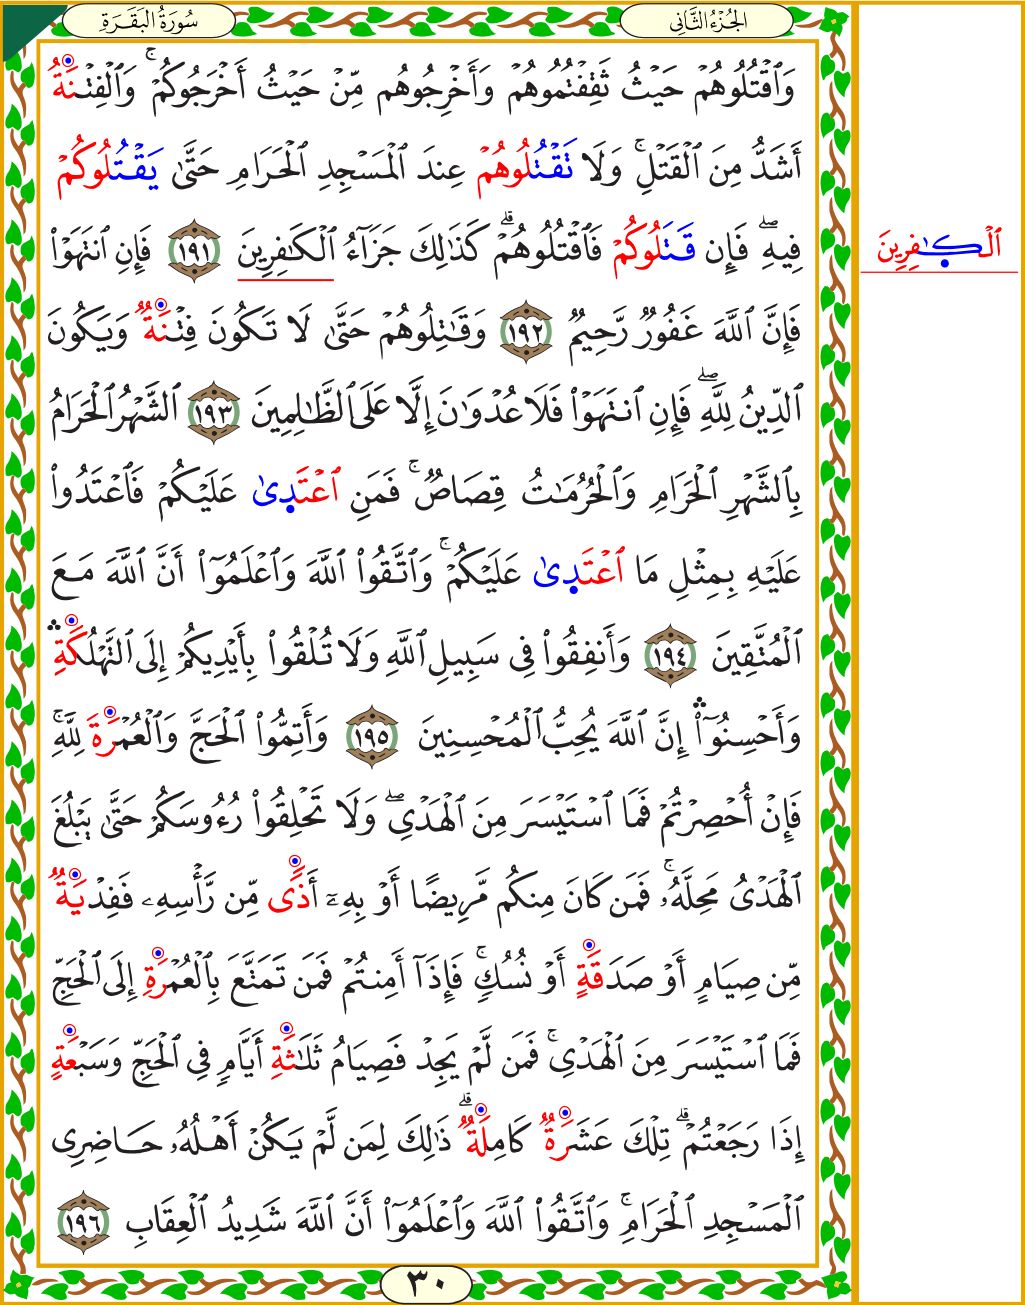 سُورَةُ البَقَرَةِ
الجُزْءُ الثَّانِي
وَٱقۡتُلُوهُمۡ حَيۡثُ ثَقِفۡتُمُوهُمۡ وَأَخۡرِجُوهُم مِّنۡ حَيۡثُ أَخۡرَجُوكُمۡۚ وَٱلۡفِتۡنَةُ
أَشَدُّ مِنَ ٱلۡقَتۡلِۚ وَلَا تَقۡتُلُوهُمۡ عِندَ ٱلۡمَسۡجِدِ ٱلۡحَرَامِ حَتَّىٰ يَقۡتُلُوكُمۡ
فِيهِۖ فَإِن قَتَلُوكُمۡ فَٱقۡتُلُوهُمۡۗ كَذَٰلِكَ جَزَآءُ ٱلۡكَٰفِرِينَ ١٩١ فَإِنِ ٱنتَهَوۡاْ
ٱلۡكَٰفِرِينَ
فَإِنَّ ٱللَّهَ غَفُورٞ رَّحِيمٞ ١٩٢ وَقَٰتِلُوهُمۡ حَتَّىٰ لَا تَكُونَ فِتۡنَةٞ وَيَكُونَ
ٱلدِّينُ لِلَّهِۖ فَإِنِ ٱنتَهَوۡاْ فَلَا عُدۡوَٰنَ إِلَّا عَلَى ٱلظَّٰلِمِينَ ١٩٣ ٱلشَّهۡرُ ٱلۡحَرَامُ
بِٱلشَّهۡرِ ٱلۡحَرَامِ وَٱلۡحُرُمَٰتُ قِصَاصٞۚ فَمَنِ ٱعۡتَدَىٰ عَلَيۡكُمۡ فَٱعۡتَدُواْ
عَلَيۡهِ بِمِثۡلِ مَا ٱعۡتَدَىٰ عَلَيۡكُمۡۚ وَٱتَّقُواْ ٱللَّهَ وَٱعۡلَمُوٓاْ أَنَّ ٱللَّهَ مَعَ
ٱلۡمُتَّقِينَ ١٩٤ وَأَنفِقُواْ فِي سَبِيلِ ٱللَّهِ وَلَا تُلۡقُواْ بِأَيۡدِيكُمۡ إِلَى ٱلتَّهۡلُكَةِۛ
وَأَحۡسِنُوٓاْۛ إِنَّ ٱللَّهَ يُحِبُّ ٱلۡمُحۡسِنِينَ ١٩٥ وَأَتِمُّواْ ٱلۡحَجَّ وَٱلۡعُمۡرَةَ لِلَّهِۚ
فَإِنۡ أُحۡصِرۡتُمۡ فَمَا ٱسۡتَيۡسَرَ مِنَ ٱلۡهَدۡيِۖ وَلَا تَحۡلِقُواْ رُءُوسَكُمۡ حَتَّىٰ يَبۡلُغَ
ٱلۡهَدۡيُ مَحِلَّهُۥۚ فَمَن كَانَ مِنكُم مَّرِيضًا أَوۡ بِهِۦٓ أَذٗى مِّن رَّأۡسِهِۦ فَفِدۡيَةٞ
مِّن صِيَامٍ أَوۡ صَدَقَةٍ أَوۡ نُسُكٖۚ فَإِذَآ أَمِنتُمۡ فَمَن تَمَتَّعَ بِٱلۡعُمۡرَةِ إِلَى ٱلۡحَجِّ
فَمَا ٱسۡتَيۡسَرَ مِنَ ٱلۡهَدۡيِۚ فَمَن لَّمۡ يَجِدۡ فَصِيَامُ ثَلَٰثَةِ أَيَّامٖ فِي ٱلۡحَجِّ وَسَبۡعَةٍ
إِذَا رَجَعۡتُمۡۗ تِلۡكَ عَشَرَةٞ كَامِلَةٞۗ ذَٰلِكَ لِمَن لَّمۡ يَكُنۡ أَهۡلُهُۥ حَاضِرِي
ٱلۡمَسۡجِدِ ٱلۡحَرَامِۚ وَٱتَّقُواْ ٱللَّهَ وَٱعۡلَمُوٓاْ أَنَّ ٱللَّهَ شَدِيدُ ٱلۡعِقَابِ ١٩٦
٣٠